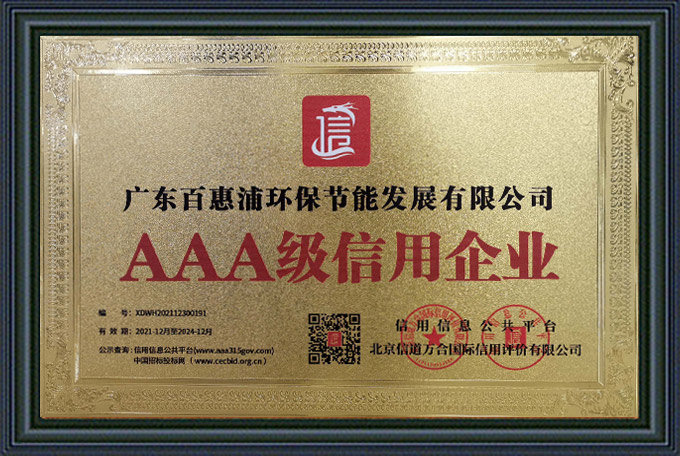 信
广东百惠浦环保节能发展有限公司
AAA级信用企业
编 号: XDWH202112300191
有 效 期: 2021-12月至2024-12月
公示查询: 信用信息公共平台(www.aaa315gov.com)
中国招标投标网 (www.cecbid.org.cn)
信用信息公共平台
北京信道万合国际信用评价有限公司